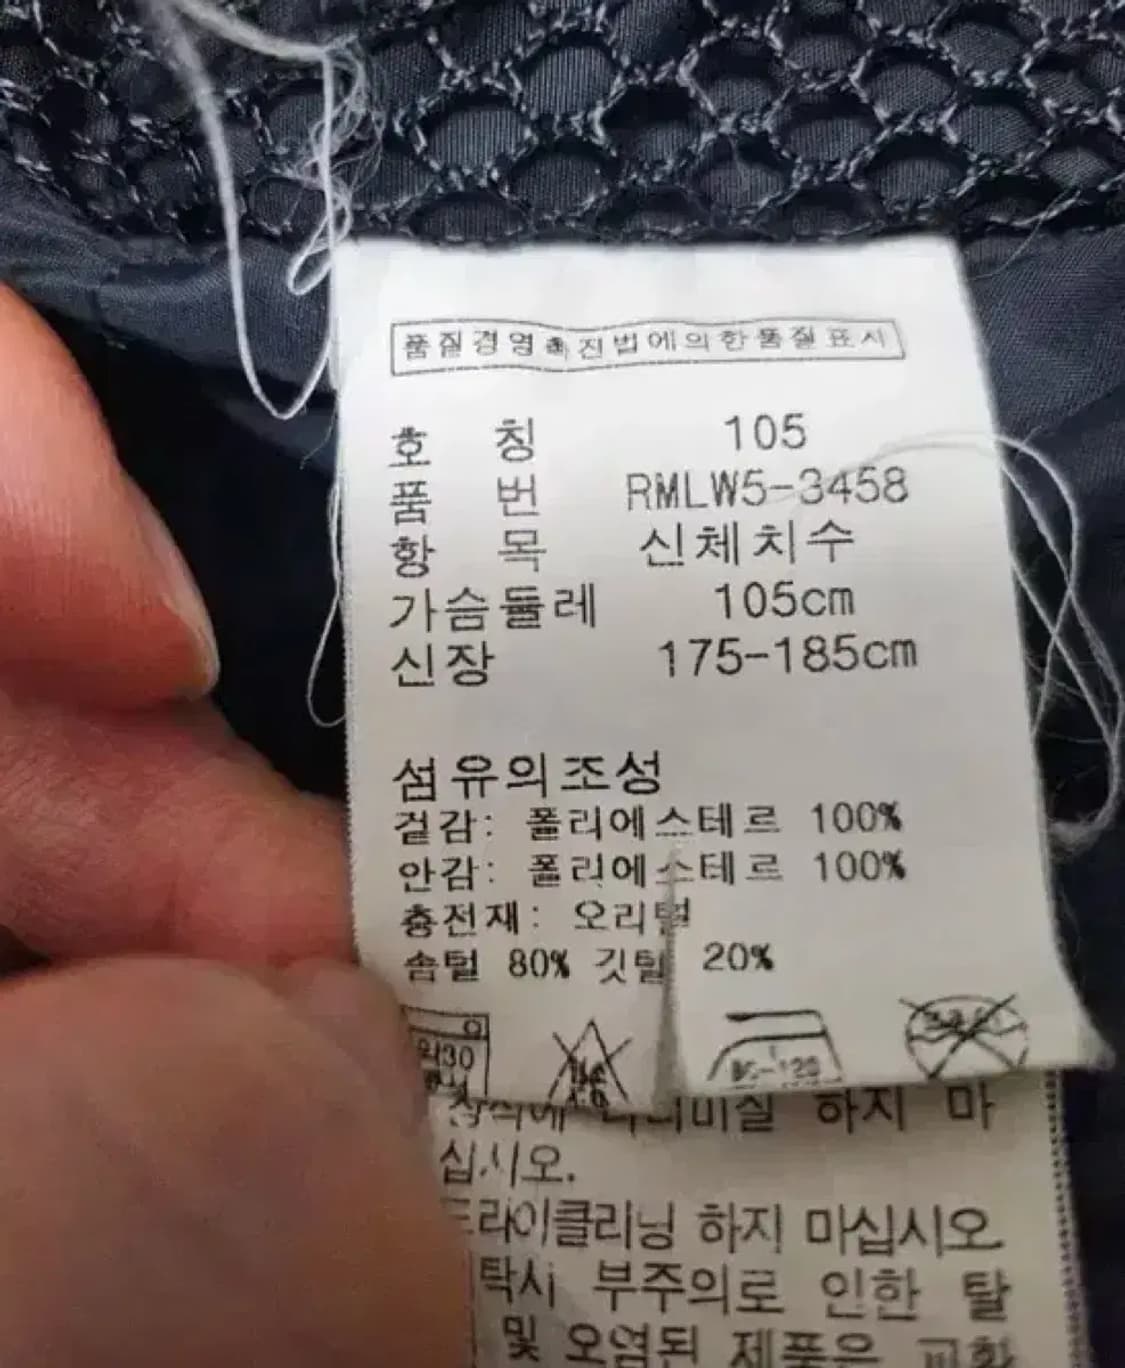 품질경영촉진법에의한품질표시
호 칭 105
품 번 RMLW5-3458
항 목 신체치수
가슴둘레 105cm
신장 175-185cm
섬유의조성
겉감: 폴리에스테르 100%
안감: 폴리에스테르 100%
충전재: 오리털
솜털 80% 깃털 20%
하지 마
십시오.
드라이클리닝 하지 마십시오
부주의로 인한 탈
및 오염된 제품은 교환